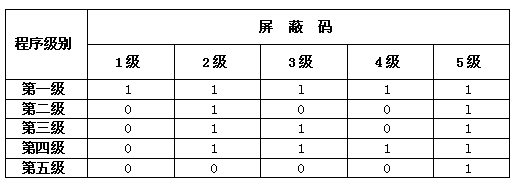 程序级别 屏蔽码
1级 2级 3级 4级 5级
第一级 1 1 1 1 1
第二级 0 1 0 0 1
第三级 0 1 1 0 1
第四级 0 1 1 1 1
第五级 0 0 0 0 1